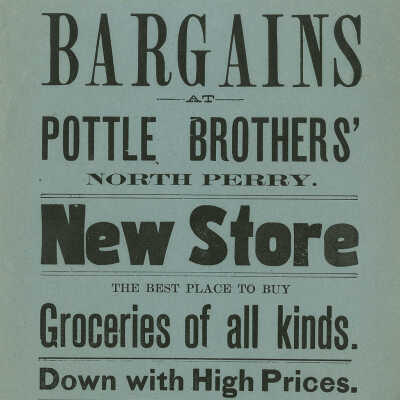 BARGAINS
AT
POTTLE BROTHERS'
NORTH PERRY.
New Store
THE BEST PLACE TO BUY
Groceries of all kinds.
Down with High Prices.